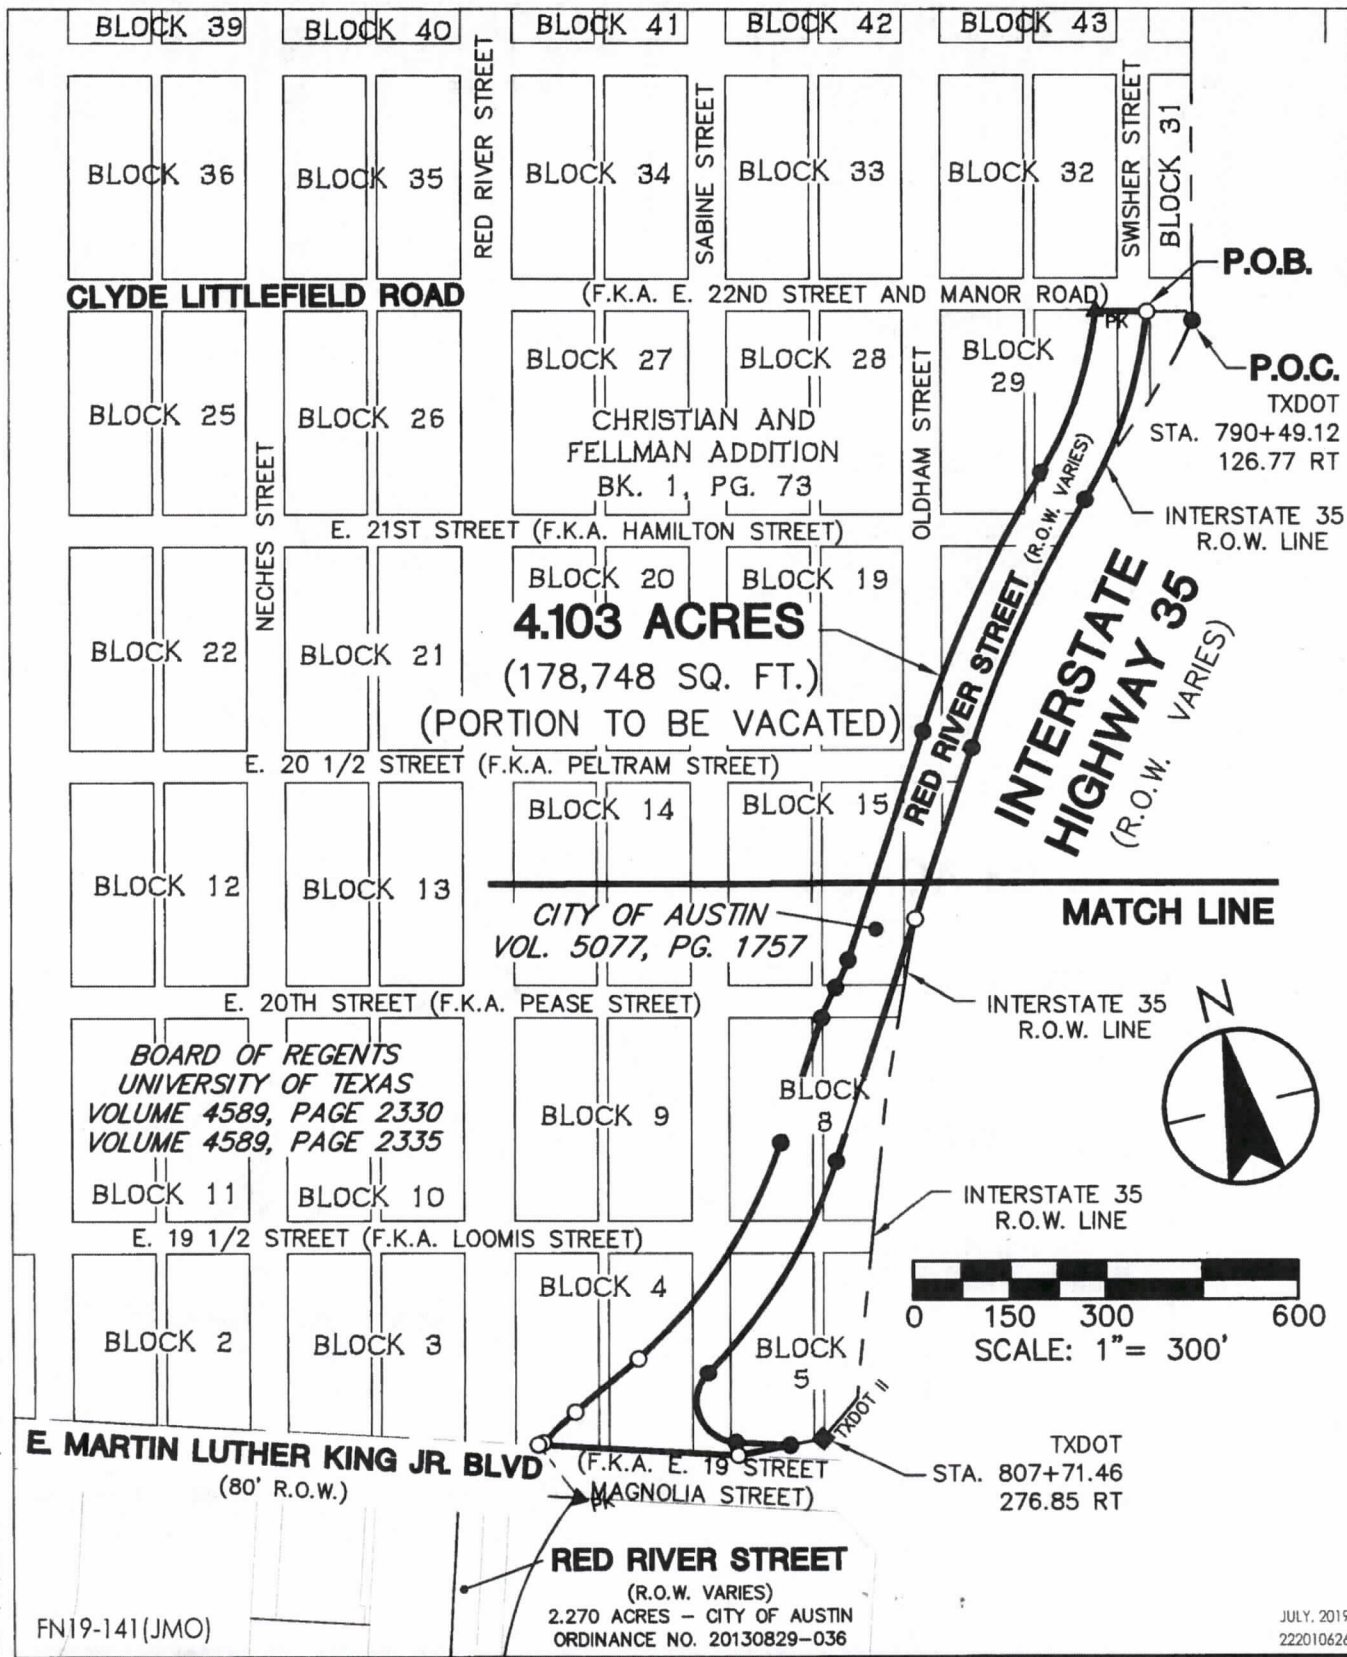 BLOCK 39
BLOCK 40
BLOCK 41
BLOCK 42
BLOCK 43
RED RIVER STREET
SABINE STREET
SWISHER STREET
BLOCK 31
BLOCK 36
BLOCK 35
BLOCK 34
BLOCK 33
BLOCK 32
P.O.B.
CLYDE LITTLEFIELD ROAD
(F.K.A. E. 22ND STREET AND MANOR ROAD)
PK
P.O.C.
TXDOT
STA. 790+49.12
126.77 RT
BLOCK 25
BLOCK 26
BLOCK 27
BLOCK 28
BLOCK
29
OLDHAM STREET
CHRISTIAN AND
FELLMAN ADDITION
BK. 1, PG. 73
NECHES STREET
E. 21ST STREET (F.K.A. HAMILTON STREET)
INTERSTATE 35
R.O.W. LINE
BLOCK 22
BLOCK 21
BLOCK 20
BLOCK 19
4.103 ACRES
(178,748 SQ. FT.)
(PORTION TO BE VACATED)
RED RIVER STREET (R.O.W. VARIES)
INTERSTATE
HIGHWAY 35
(R.O.W. VARIES)
E. 20 1/2 STREET (F.K.A. PELTRAM STREET)
BLOCK 12
BLOCK 13
BLOCK 14
BLOCK 15
MATCH LINE
CITY OF AUSTIN
VOL. 5077, PG. 1757
E. 20TH STREET (F.K.A. PEASE STREET)
INTERSTATE 35
R.O.W. LINE
N
BOARD OF REGENTS
UNIVERSITY OF TEXAS
VOLUME 4589, PAGE 2330
VOLUME 4589, PAGE 2335
BLOCK 11
BLOCK 10
BLOCK 9
BLOCK
8
INTERSTATE 35
R.O.W. LINE
E. 19 1/2 STREET (F.K.A. LOOMIS STREET)
BLOCK 2
BLOCK 3
BLOCK 4
BLOCK
5
0 150 300 600
SCALE: 1"= 300'
TXDOT II
E. MARTIN LUTHER KING JR. BLVD
(80' R.O.W.)
(F.K.A. E. 19 STREET
MAGNOLIA STREET)
PK
TXDOT
STA. 807+71.46
276.85 RT
RED RIVER STREET
(R.O.W. VARIES)
2.270 ACRES - CITY OF AUSTIN
ORDINANCE NO. 20130829-036
FN19-141(JMO)
JULY, 2019
222010626